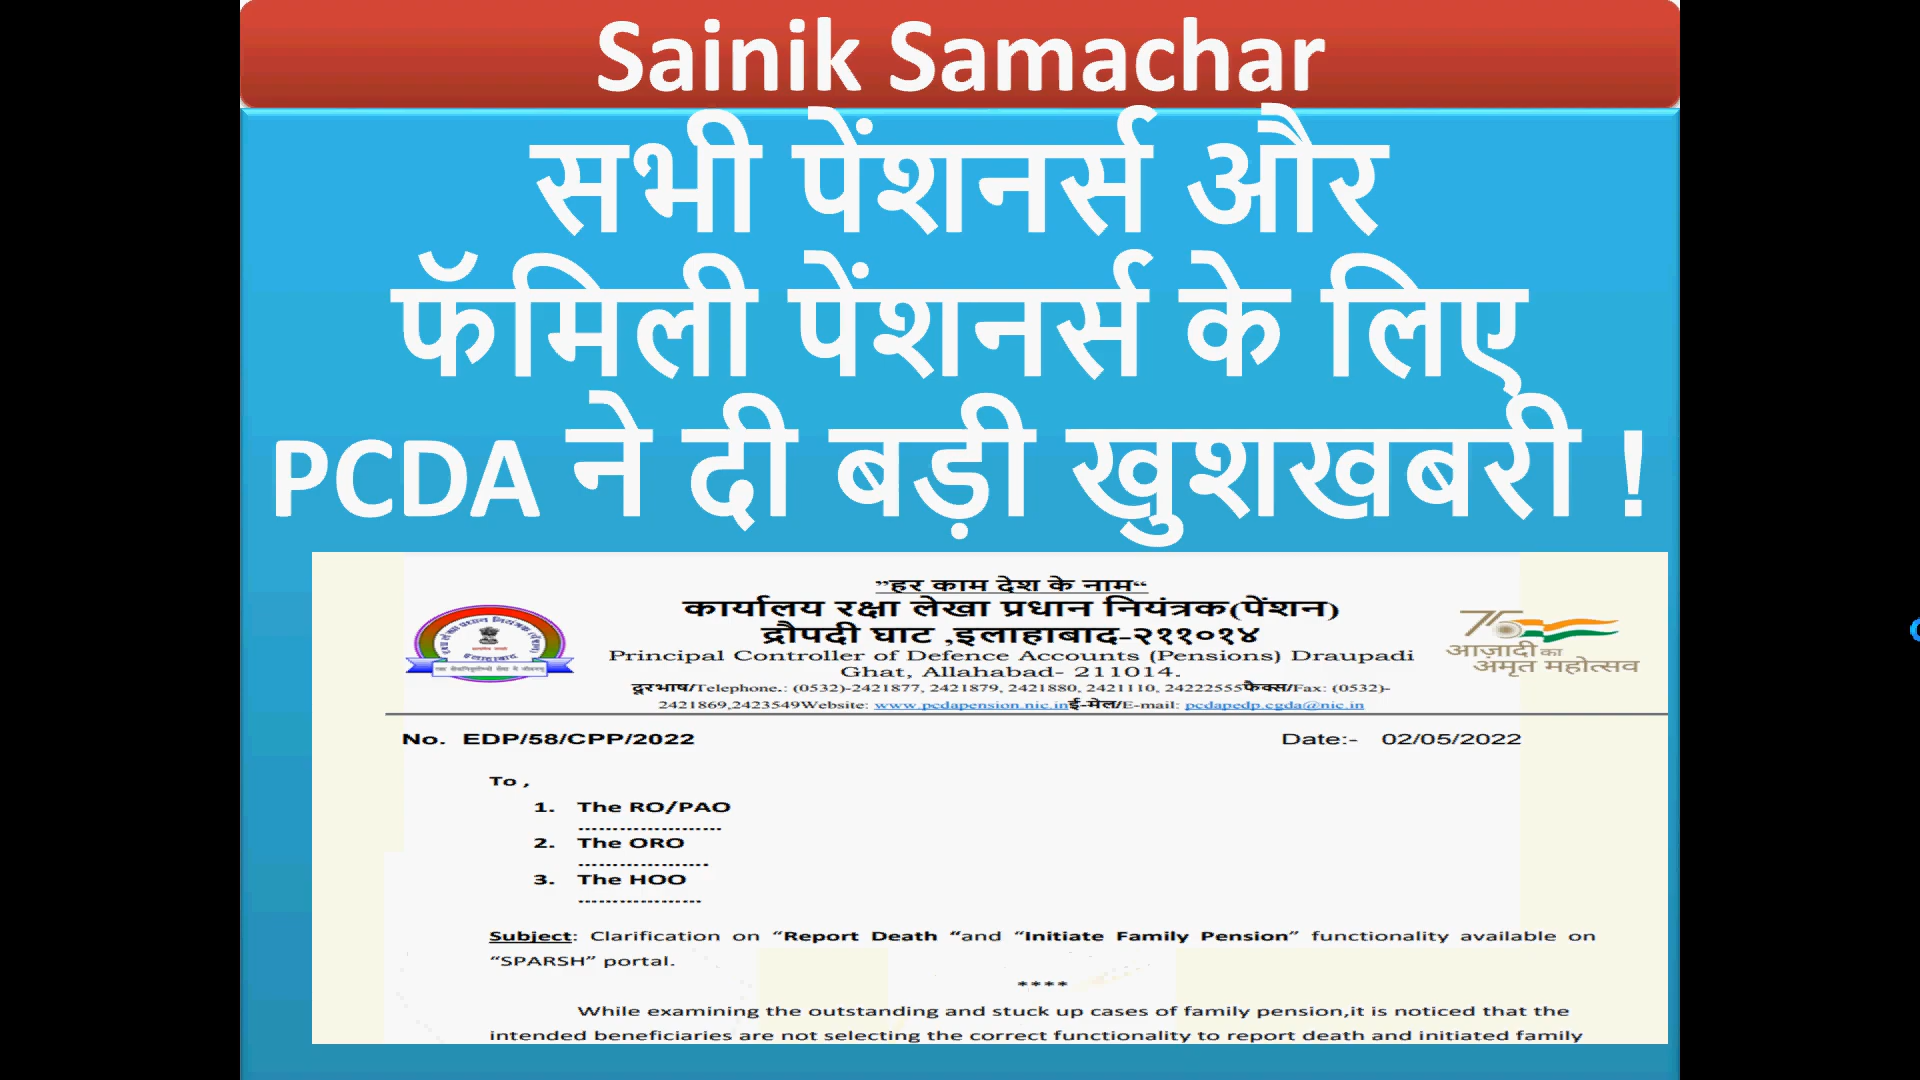 Sainik Samachar
सभी पेंशनर्स और
फॅमिली पेंशनर्स के लिए
PCDA ने दी बड़ी खुशखबरी !
”हर काम देश के नाम“
कार्यालय रक्षा लेखा प्रधान नियंत्रक(पेंशन)
द्रौपदी घाट ,इलाहाबाद-२११०१४
Principal Controller of Defence Accounts (Pensions) Draupadi
Ghat, Allahabad- 211014.
दूरभाष/Telephone.: (0532)-2421877, 2421879, 2421880, 2421110, 24222555फैक्स/Fax: (0532)-
2421869,2423549Website: www.pcdapension.nic.inई-मेल/E-mail: pcdapedp.cgda@nic.in
आज़ादी का
अमृत महोत्सव
No. EDP/58/CPP/2022 Date:- 02/05/2022
To ,
1. The RO/PAO
.....................
2. The ORO
...................
3. The HOO
..................
Subject: Clarification on “Report Death “and “Initiate Family Pension” functionality available on
“SPARSH” portal.
****
While examining the outstanding and stuck up cases of family pension,it is noticed that the
intended beneficiaries are not selecting the correct functionality to report death and initiated family